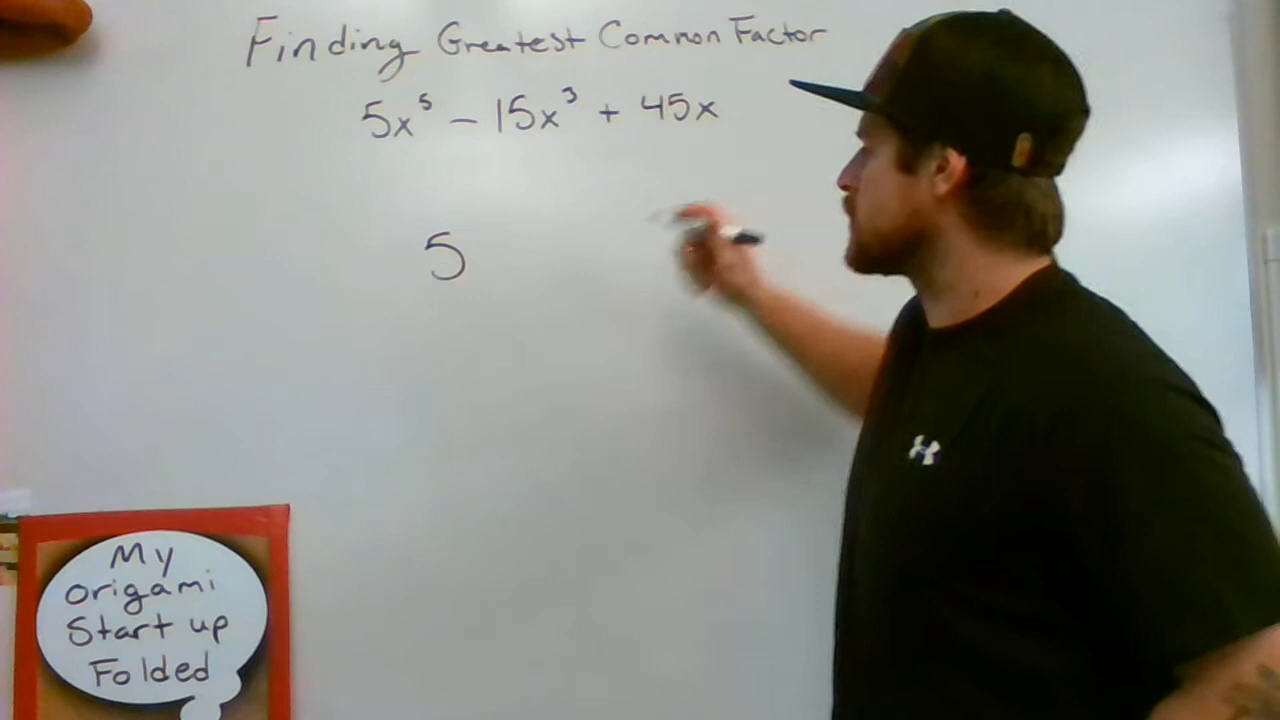 Finding Greatest Common Factor
5x⁵ - 15x³ + 45x
5
My
origami
Start up
Folded